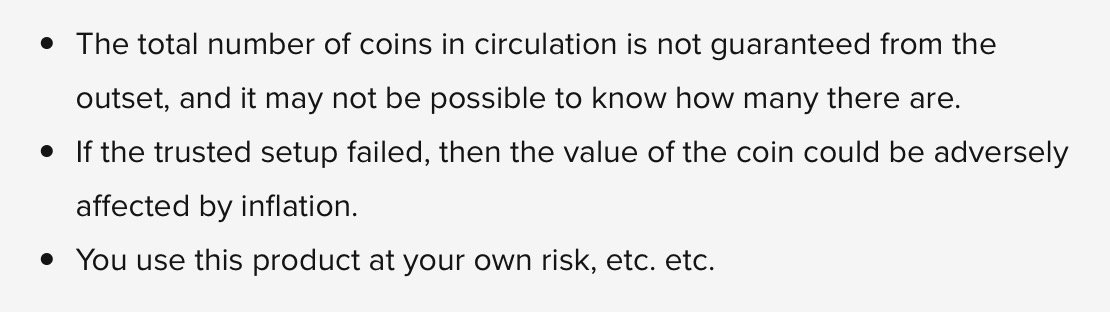 • The total number of coins in circulation is not guaranteed from the
outset, and it may not be possible to know how many there are.
• If the trusted setup failed, then the value of the coin could be adversely
affected by inflation.
• You use this product at your own risk, etc. etc.